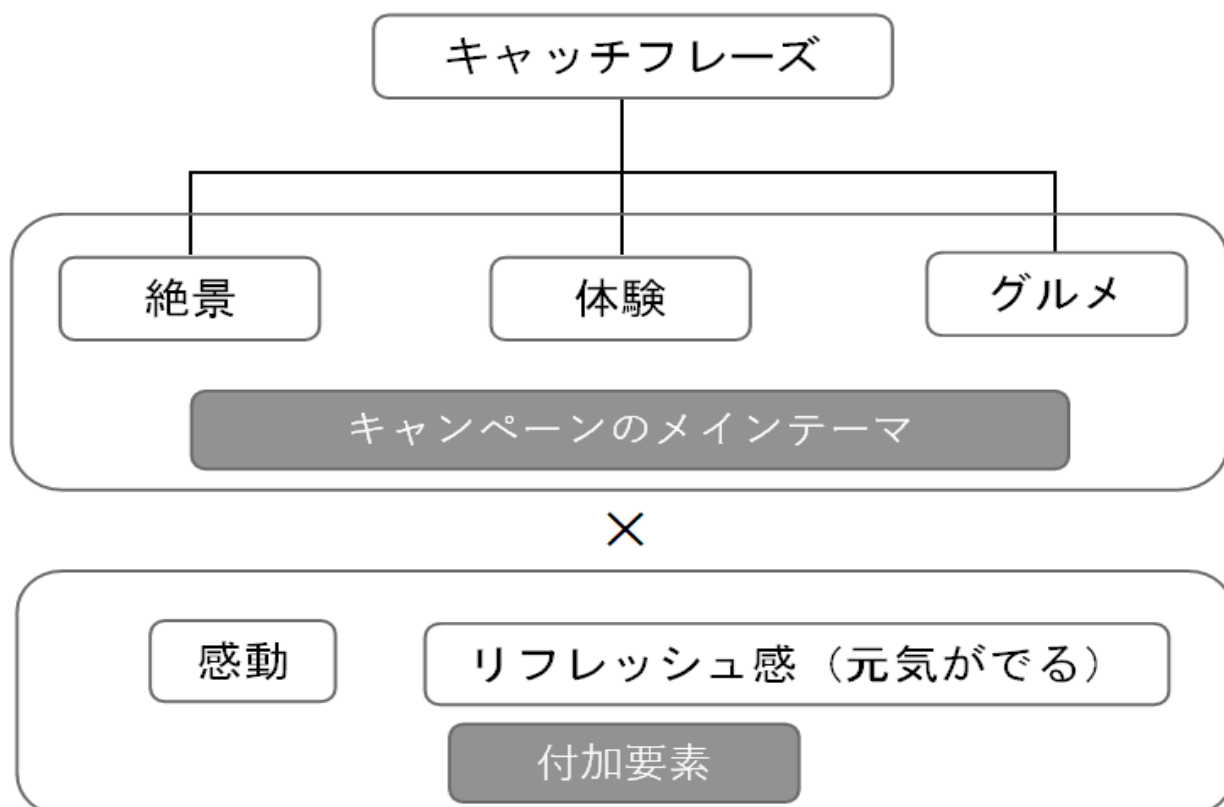 キャッチフレーズ
絶景
体験
グルメ
キャンペーンのメインテーマ
×
感動
リフレッシュ感（元気がでる）
付加要素